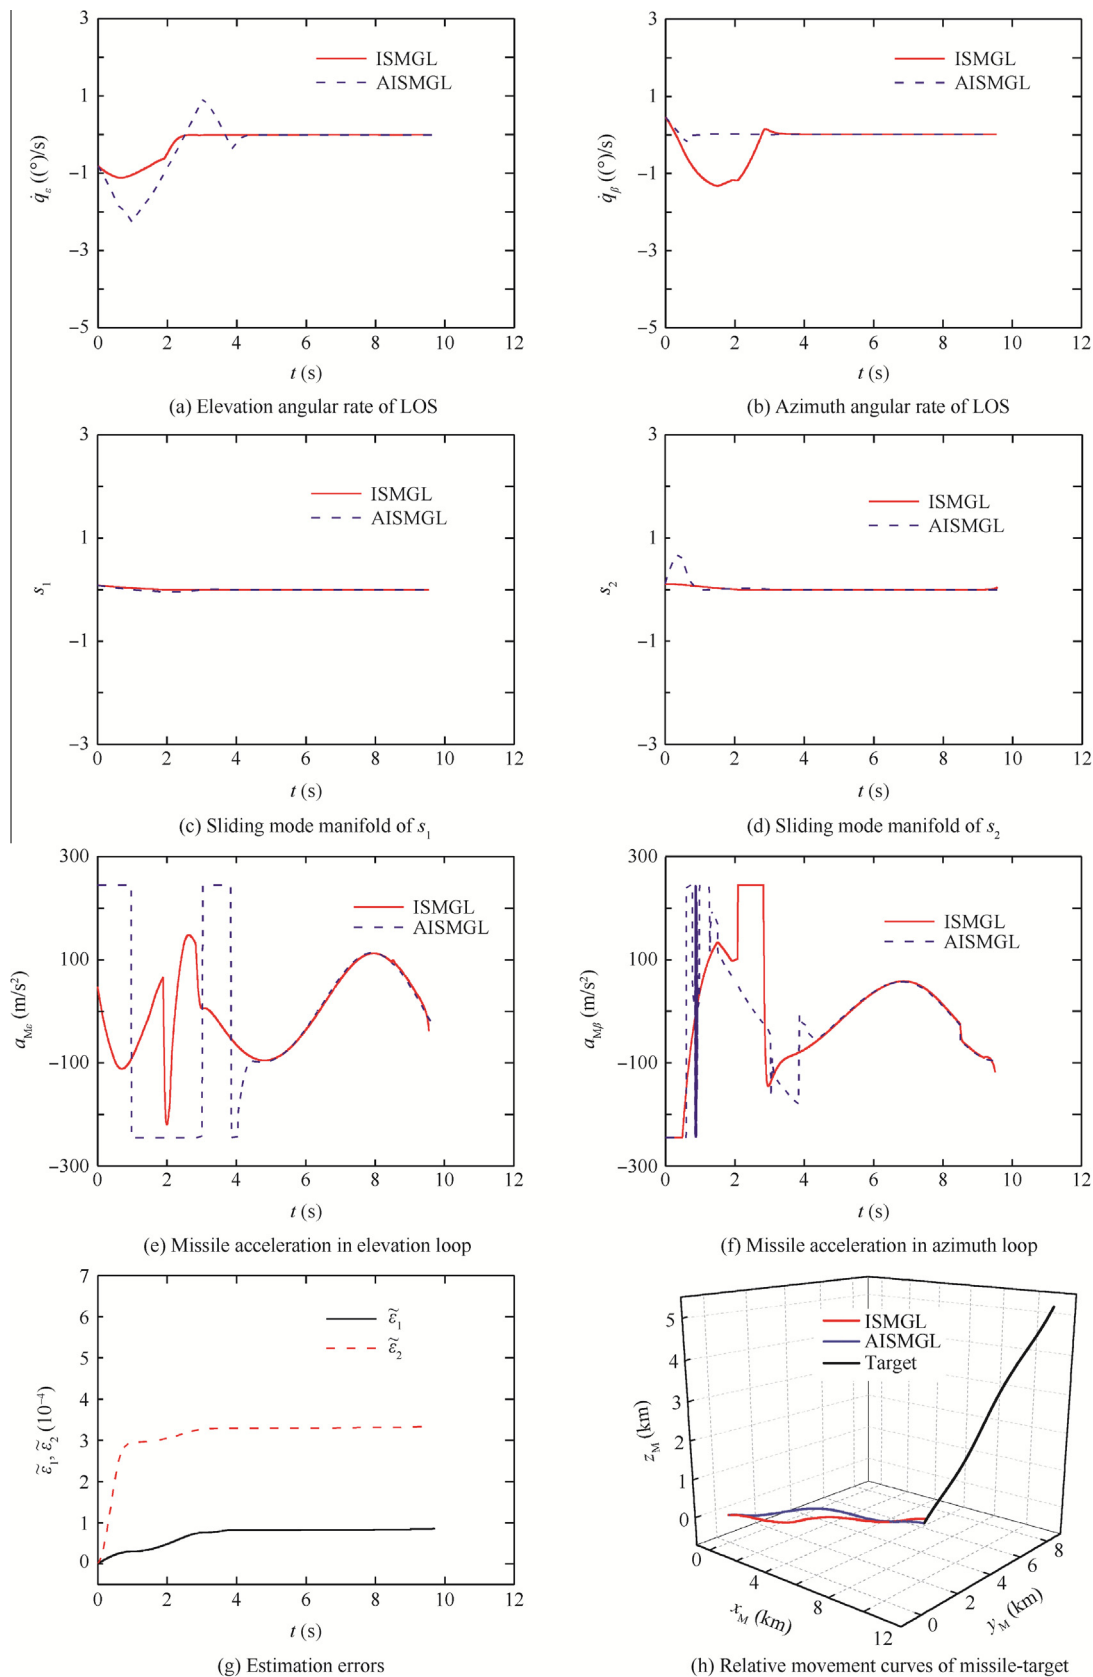 3
1
−1
−3
−5
q̇ε ((°)/s)
ISMGL
AISMGL
0 2 4 6 8 10 12
t (s)
(a) Elevation angular rate of LOS
3
1
−1
−3
−5
q̇β ((°)/s)
ISMGL
AISMGL
0 2 4 6 8 10 12
t (s)
(b) Azimuth angular rate of LOS
3
1
−1
−3
s1
ISMGL
AISMGL
0 2 4 6 8 10 12
t (s)
(c) Sliding mode manifold of s1
3
1
−1
−3
s2
ISMGL
AISMGL
0 2 4 6 8 10 12
t (s)
(d) Sliding mode manifold of s2
300
100
−100
−300
aMε (m/s²)
ISMGL
AISMGL
0 2 4 6 8 10 12
t (s)
(e) Missile acceleration in elevation loop
300
100
−100
−300
aMβ (m/s²)
ISMGL
AISMGL
0 2 4 6 8 10 12
t (s)
(f) Missile acceleration in azimuth loop
7
6
5
4
3
2
1
0
ε̃1, ε̃2 (10⁻⁴)
ε̃1
ε̃2
0 2 4 6 8 10 12
t (s)
(g) Estimation errors
5
4
3
2
1
0
zM (km)
ISMGL
AISMGL
Target
0 4 8 12
xM (km)
0 2 4 6 8
yM (km)
(h) Relative movement curves of missile-target